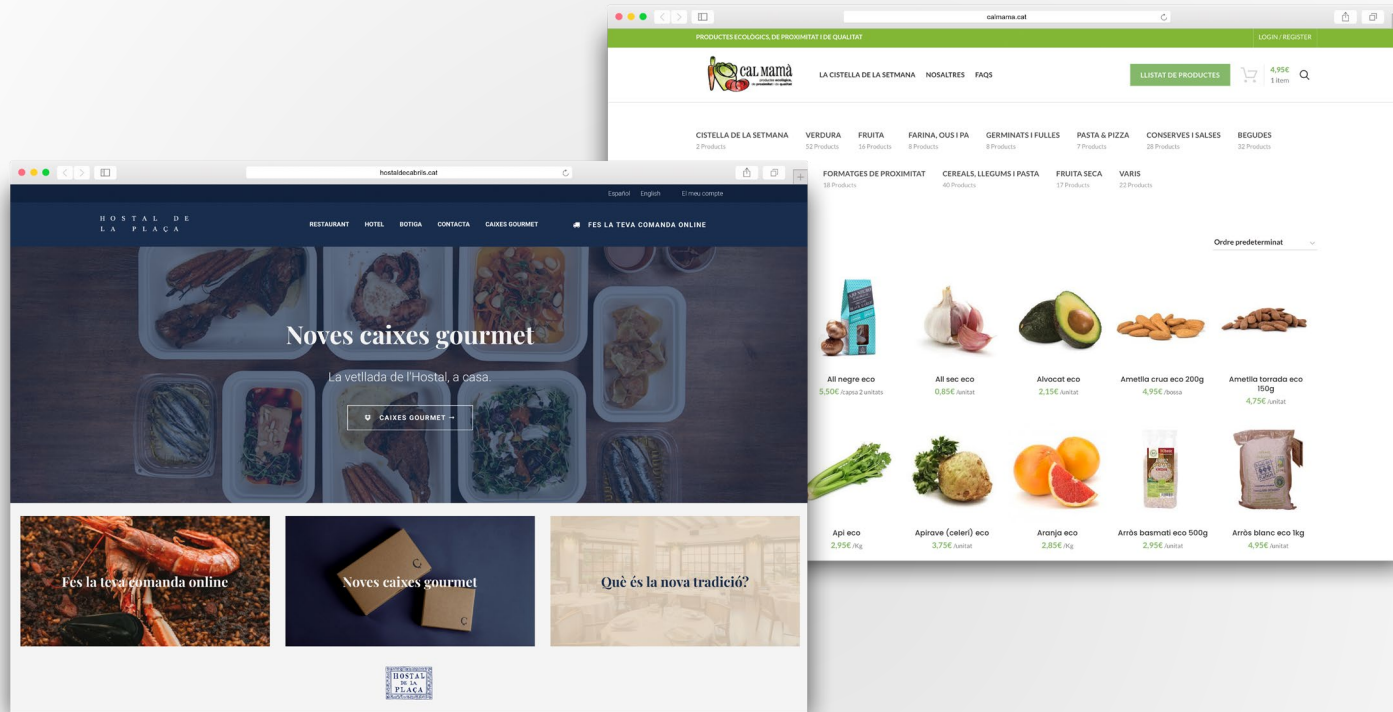 calmama.cat
PRODUCTES ECOLÒGICS, DE PROXIMITAT I DE QUALITAT
LOGIN / REGISTER
CAL MAMÀ
productes ecològics,
de proximitat i de qualitat
LA CISTELLA DE LA SETMANA NOSALTRES FAQS
LLISTAT DE PRODUCTES
4,95€
1 item
CISTELLA DE LA SETMANA VERDURA FRUITA FARINA, OUS I PA GERMINATS I FULLES PASTA & PIZZA CONSERVES I SALSES BEGUDES
2 Products 52 Products 16 Products 8 Products 8 Products 7 Products 28 Products 32 Products
FORMATGES DE PROXIMITAT CEREALS, LLEGUMS I PASTA FRUITA SECA VARIS
18 Products 40 Products 17 Products 22 Products
Ordre predeterminat
All negre eco All sec eco Alvocat eco Ametlla crua eco 200g Ametlla torrada eco
150g
5,50€ /capsa 2 unitats 0,85€ /unitat 2,15€ /unitat 4,95€ /bossa
4,75€ /unitat
Api eco Apirave (celeri) eco Aranja eco Arròs basmati eco 500g Arròs blanc eco 1kg
2,95€ /Kg 3,75€ /unitat 2,85€ /Kg 2,95€ /unitat 4,95€ /unitat
hostaldecabrils.cat
Español English El meu compte
HOSTAL DE
LA PLAÇA
RESTAURANT HOTEL BOTIGA CONTACTA CAIXES GOURMET FES LA TEVA COMANDA ONLINE
Noves caixes gourmet
La vetllada de l'Hostal, a casa.
CAIXES GOURMET →
Fes la teva comanda online
Noves caixes gourmet
Què és la nova tradició?
HOSTAL
DE LA
PLAÇA